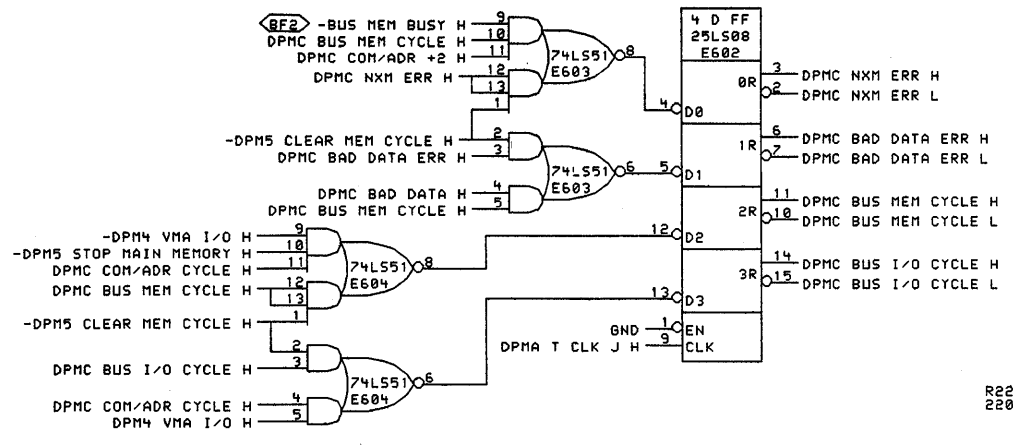 BF2 -BUS MEM BUSY H 9
DPMC BUS MEM CYCLE H 10
DPMC COM/ADR +2 H 11
DPMC NXM ERR H 12
13
1
74LS51
E603
8
-DPM5 CLEAR MEM CYCLE H 2
DPMC BAD DATA ERR H 3
DPMC BAD DATA H 4
DPMC BUS MEM CYCLE H 5
74LS51
E603
6
-DPM4 VMA I/O H 9
-DPM5 STOP MAIN MEMORY H 10
DPMC COM/ADR CYCLE H 11
DPMC BUS MEM CYCLE H 12
13
1
74LS51
E604
8
-DPM5 CLEAR MEM CYCLE H
2
DPMC BUS I/O CYCLE H 3
DPMC COM/ADR CYCLE H 4
DPM4 VMA I/O H 5
74LS51
E604
6
4 D FF
25LS08
E602
0R 3 DPMC NXM ERR H
2 DPMC NXM ERR L
4 D0
1R 6 DPMC BAD DATA ERR H
7 DPMC BAD DATA ERR L
5 D1
2R 11 DPMC BUS MEM CYCLE H
10 DPMC BUS MEM CYCLE L
12 D2
3R 14 DPMC BUS I/O CYCLE H
15 DPMC BUS I/O CYCLE L
13 D3
GND 1 EN
DPMA T CLK J H 9 CLK
R22
220